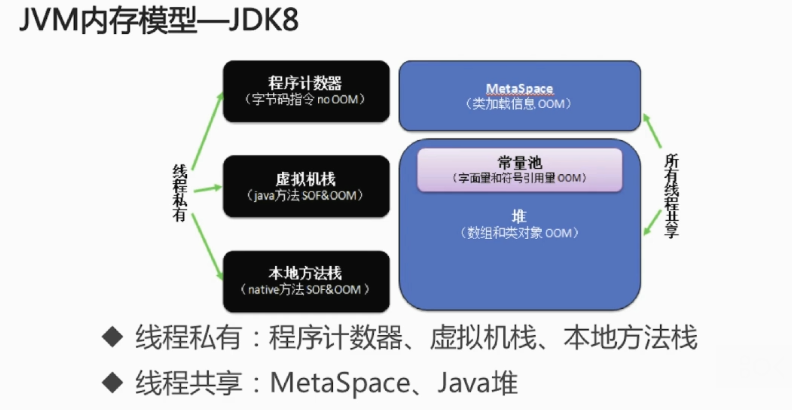 JVM内存模型—JDK8
程序计数器
（字节码指令 no OOM）
MetaSpace
（类加载信息 OOM）
线程私有
虚拟机栈
（java方法 SOF&OOM）
常量池
（字面量和符号引用量 OOM）
所有线程共享
堆
（数组和类对象 OOM）
本地方法栈
（native方法 SOF&OOM ）
◆ 线程私有：程序计数器、虚拟机栈、本地方法栈
◆ 线程共享：MetaSpace、Java堆